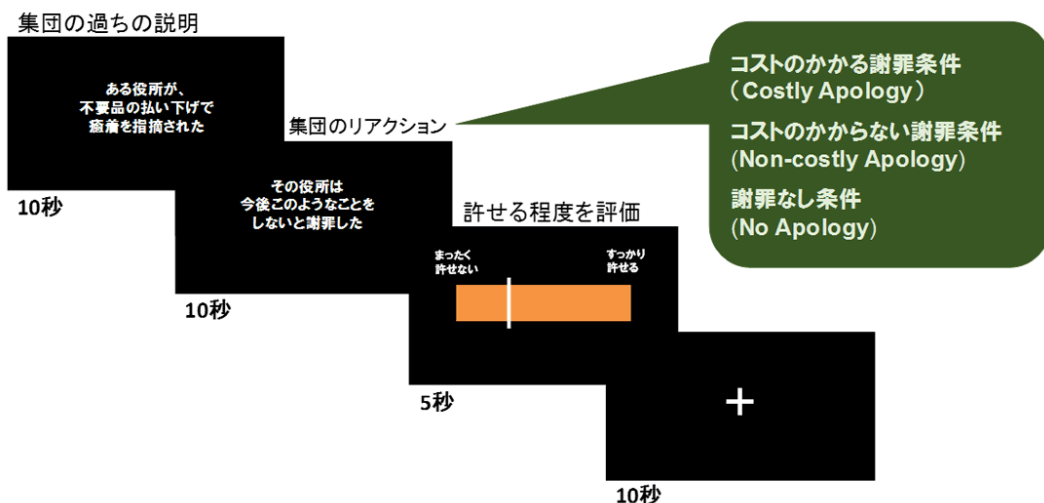 集団の過ちの説明
ある役所が、
不要品の払い下げで
癒着を指摘された
10秒
集団のリアクション
その役所は
今後このようなことを
しないと謝罪した
10秒
許せる程度を評価
まったく
許せない
すっかり
許せる
5秒
+
10秒
コストのかかる謝罪条件
(Costly Apology)
コストのかからない謝罪条件
(Non-costly Apology)
謝罪なし条件
(No Apology)